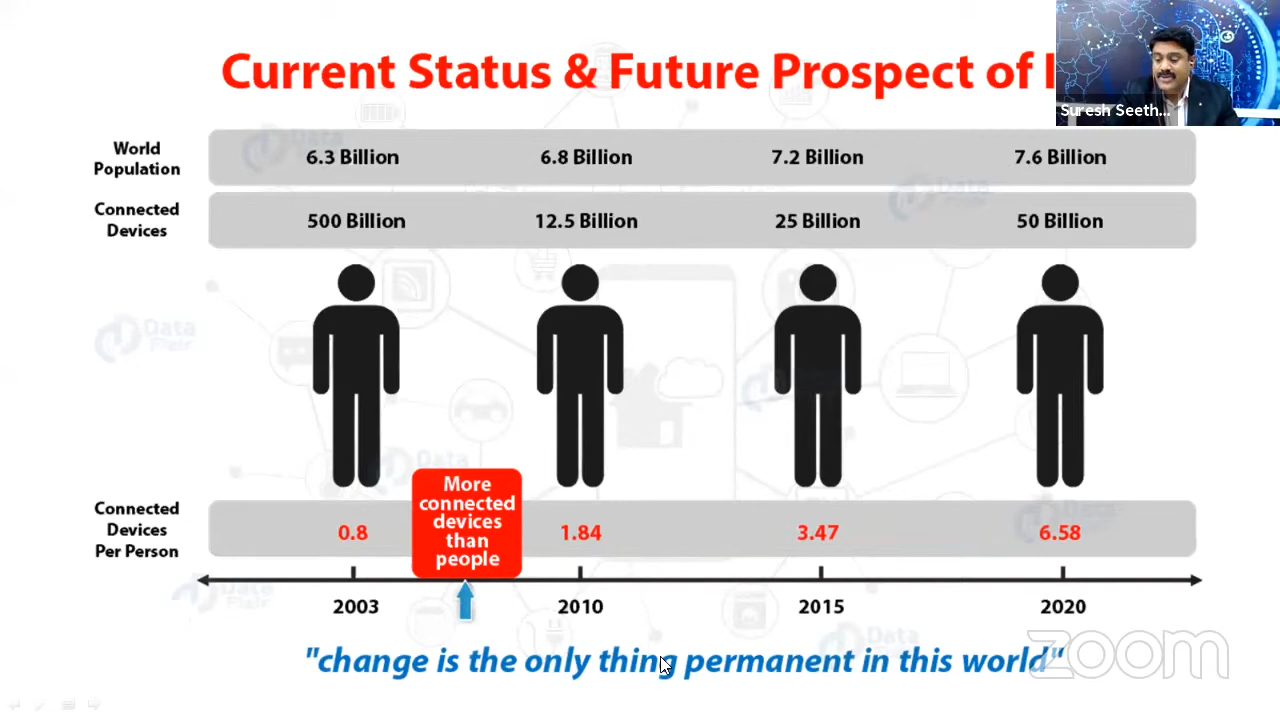 Current Status & Future Prospect of I
Suresh Seeth...
World
Population
6.3 Billion
6.8 Billion
7.2 Billion
7.6 Billion
Connected
Devices
500 Billion
12.5 Billion
25 Billion
50 Billion
Connected
Devices
Per Person
0.8
More
connected
devices
than
people
1.84
3.47
6.58
2003
2010
2015
2020
"change is the only thing permanent in this world"
zoom
Data
Flair
Data